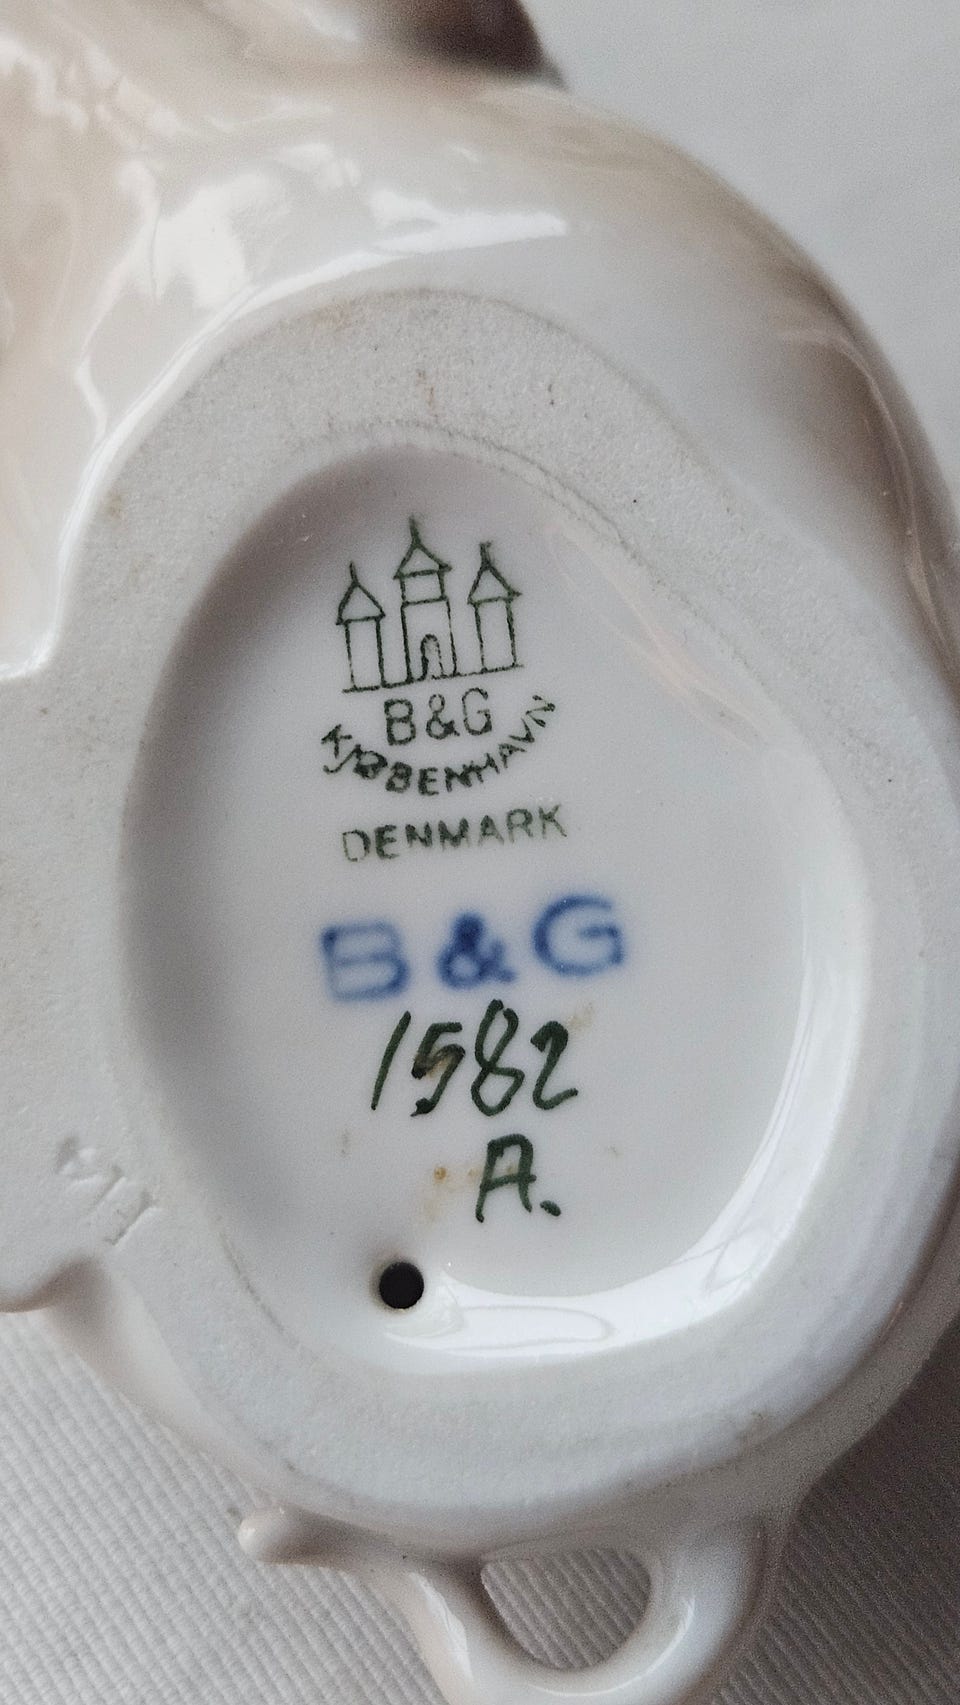 B&G
KJØBENHAVN
DENMARK
B&G
1582
A.